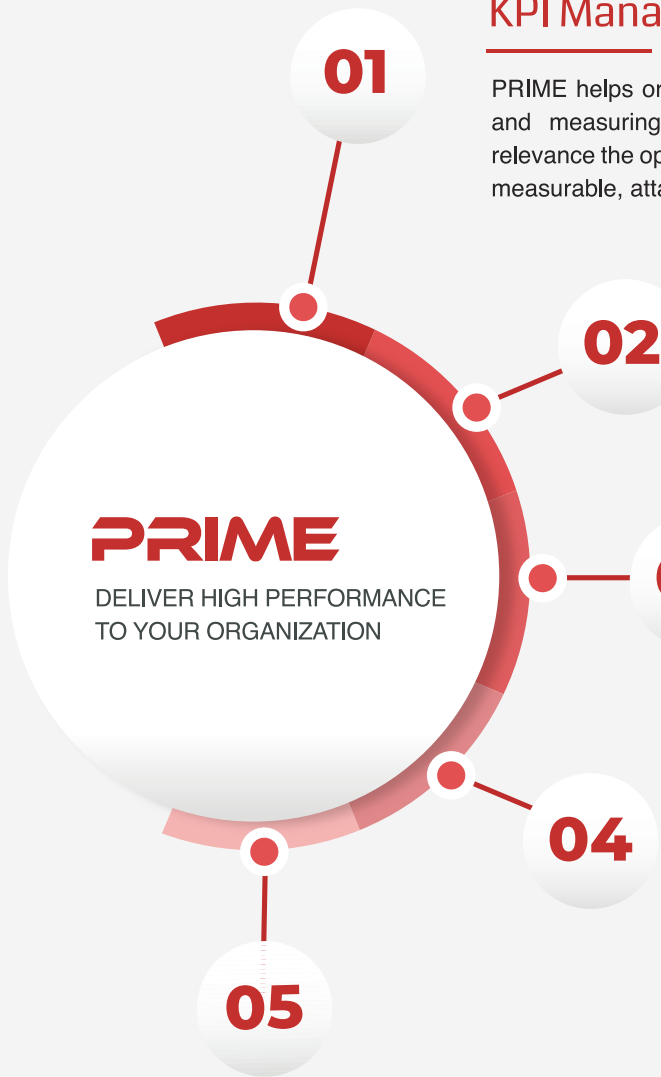 01
KPI Mana
PRIME helps or
and measuring
relevance the op
measurable, atta
02
PRIME
DELIVER HIGH PERFORMANCE
TO YOUR ORGANIZATION
04
05